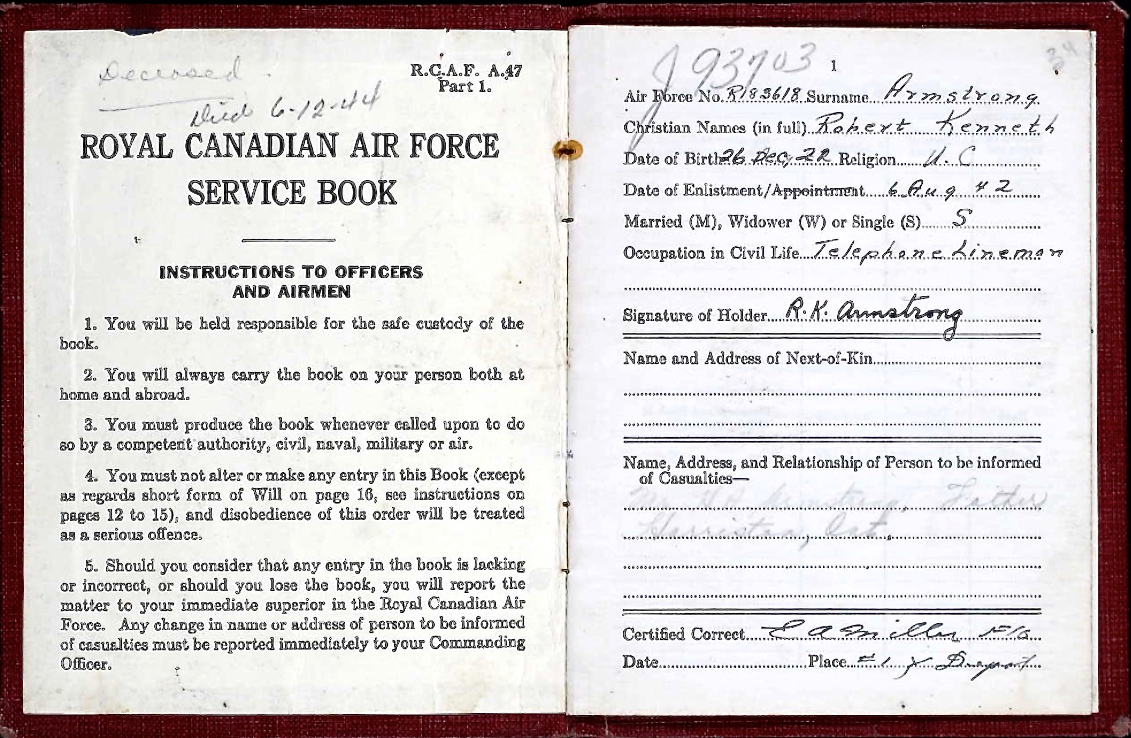 Deceased
Died 6-12-44
R.C.A.F. A.47
Part 1.
ROYAL CANADIAN AIR FORCE
SERVICE BOOK
INSTRUCTIONS TO OFFICERS
AND AIRMEN
1. You will be held responsible for the safe custody of the
book.
2. You will always carry the book on your person both at
home and abroad.
3. You must produce the book whenever called upon to do
so by a competent authority, civil, naval, military or air.
4. You must not alter or make any entry in this Book (except
as regards short form of Will on page 16, see instructions on
pages 12 to 15), and disobedience of this order will be treated
as a serious offence.
5. Should you consider that any entry in the book is lacking
or incorrect, or should you lose the book, you will report the
matter to your immediate superior in the Royal Canadian Air
Force. Any change in name or address of person to be informed
of casualties must be reported immediately to your Commanding
Officer.
J 93703
1
Air Force No. R183618 Surname Armstrong
Christian Names (in full) Robert Kenneth
Date of Birth 26 Dec, 22 Religion U.C
Date of Enlistment/Appointment 6 Aug 42
Married (M), Widower (W) or Single (S) S
Occupation in Civil Life Telephone Lineman
Signature of Holder R.K. Armstrong
Name and Address of Next-of-Kin
Name, Address, and Relationship of Person to be informed
of Casualties—
Armstrong, Father
Harriston, Ont.
Certified Correct E A Miller F/O
Date Place #1 Y Depot